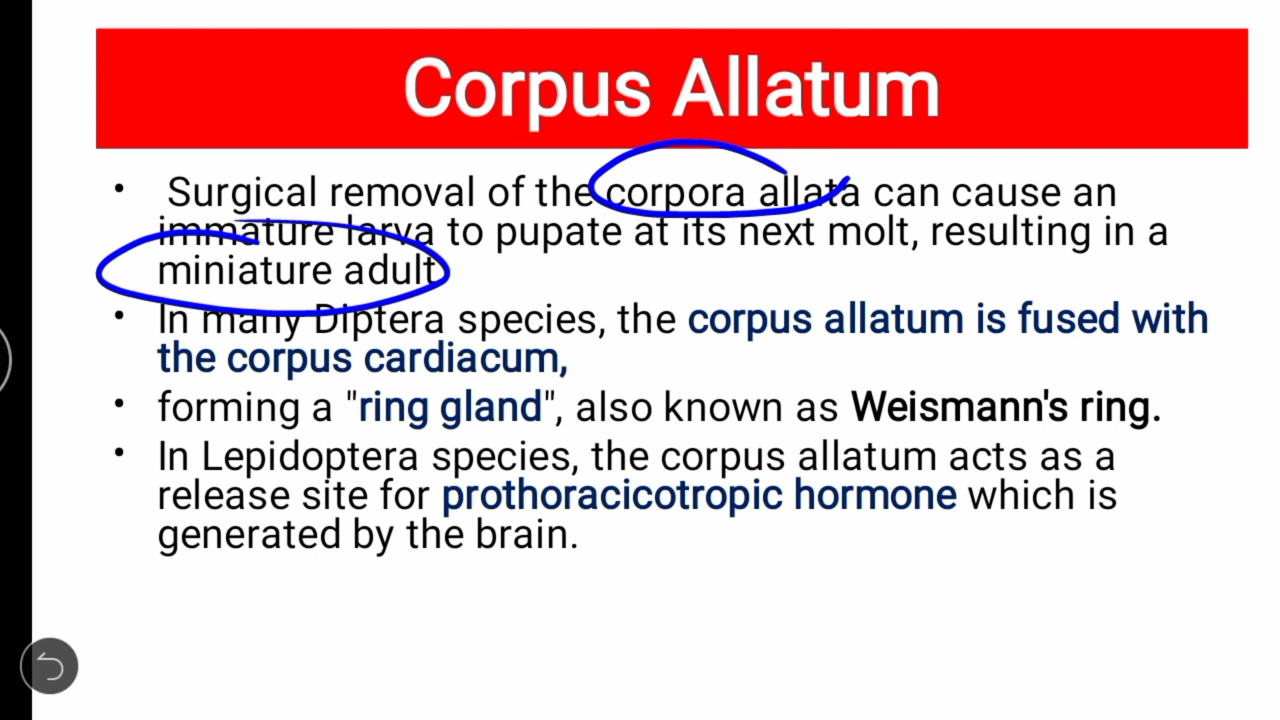 Corpus Allatum
• Surgical removal of the corpora allata can cause an
immature larva to pupate at its next molt, resulting in a
miniature adult
• In many Diptera species, the corpus allatum is fused with
the corpus cardiacum,
• forming a "ring gland", also known as Weismann's ring.
• In Lepidoptera species, the corpus allatum acts as a
release site for prothoracicotropic hormone which is
generated by the brain.